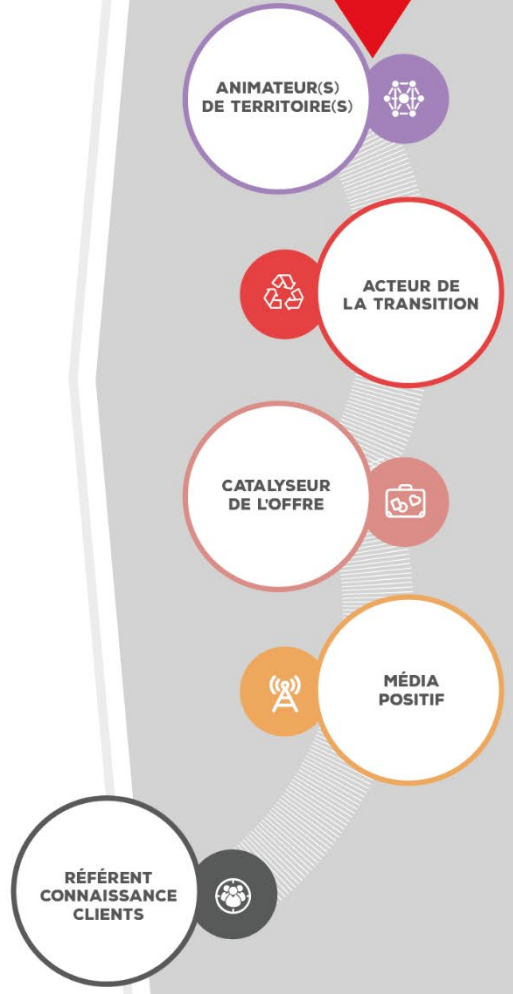 ANIMATEUR(S)
DE TERRITOIRE(S)
ACTEUR DE
LA TRANSITION
CATALYSEUR
DE L'OFFRE
MÉDIA
POSITIF
RÉFÉRENT
CONNAISSANCE
CLIENTS